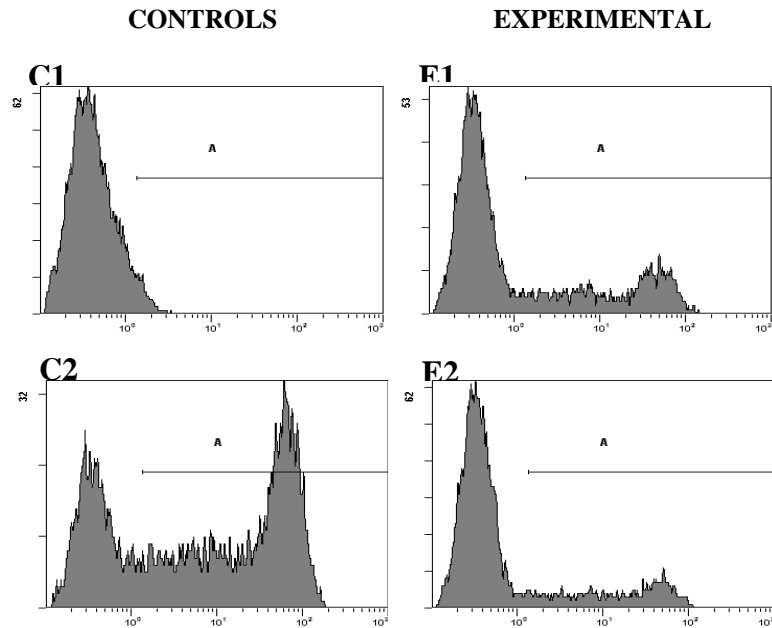 CONTROLS EXPERIMENTAL
C1 E1
62 A 53 A
10⁰ 10¹ 10² 10³ 10⁰ 10¹ 10² 10³
C2 E2
32 A 62 A
10⁰ 10¹ 10² 10³ 10⁰ 10¹ 10² 10³